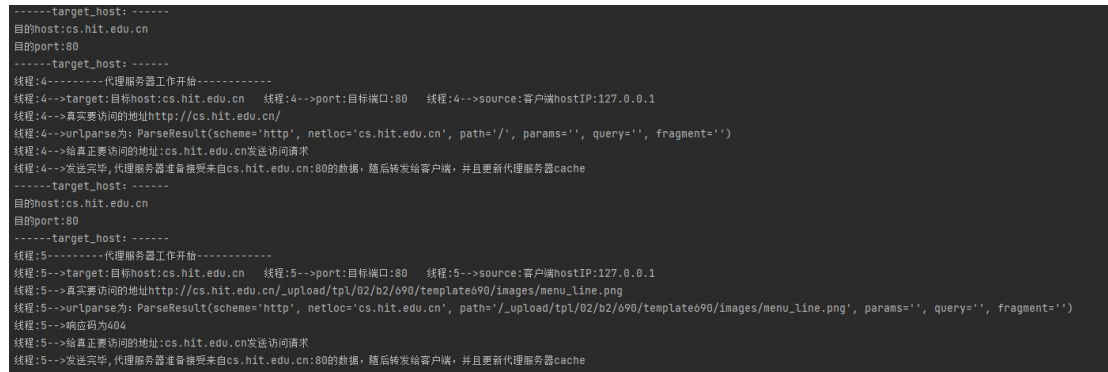 ------target_host: ------
目的host:cs.hit.edu.cn
目的port:80
------target_host: ------
线程:4---------代理服务器工作开始------------
线程:4-->target:目标host:cs.hit.edu.cn   线程:4-->port:目标端口:80   线程:4-->source:客户端hostIP:127.0.0.1
线程:4-->真实要访问的地址http://cs.hit.edu.cn/
线程:4-->urlparse为: ParseResult(scheme='http', netloc='cs.hit.edu.cn', path='/', params='', query='', fragment='')
线程:4-->给真正要访问的地址:cs.hit.edu.cn发送访问请求
线程:4-->发送完毕,代理服务器准备接受来自cs.hit.edu.cn:80的数据，随后转发给客户端，并且更新代理服务器cache
------target_host: ------
目的host:cs.hit.edu.cn
目的port:80
------target_host: ------
线程:5---------代理服务器工作开始------------
线程:5-->target:目标host:cs.hit.edu.cn   线程:5-->port:目标端口:80   线程:5-->source:客户端hostIP:127.0.0.1
线程:5-->真实要访问的地址http://cs.hit.edu.cn/_upload/tpl/02/b2/690/template690/images/menu_line.png
线程:5-->urlparse为: ParseResult(scheme='http', netloc='cs.hit.edu.cn', path='/_upload/tpl/02/b2/690/template690/images/menu_line.png', params='', query='', fragment='')
线程:5-->响应码为404
线程:5-->给真正要访问的地址:cs.hit.edu.cn发送访问请求
线程:5-->发送完毕,代理服务器准备接受来自cs.hit.edu.cn:80的数据，随后转发给客户端，并且更新代理服务器cache